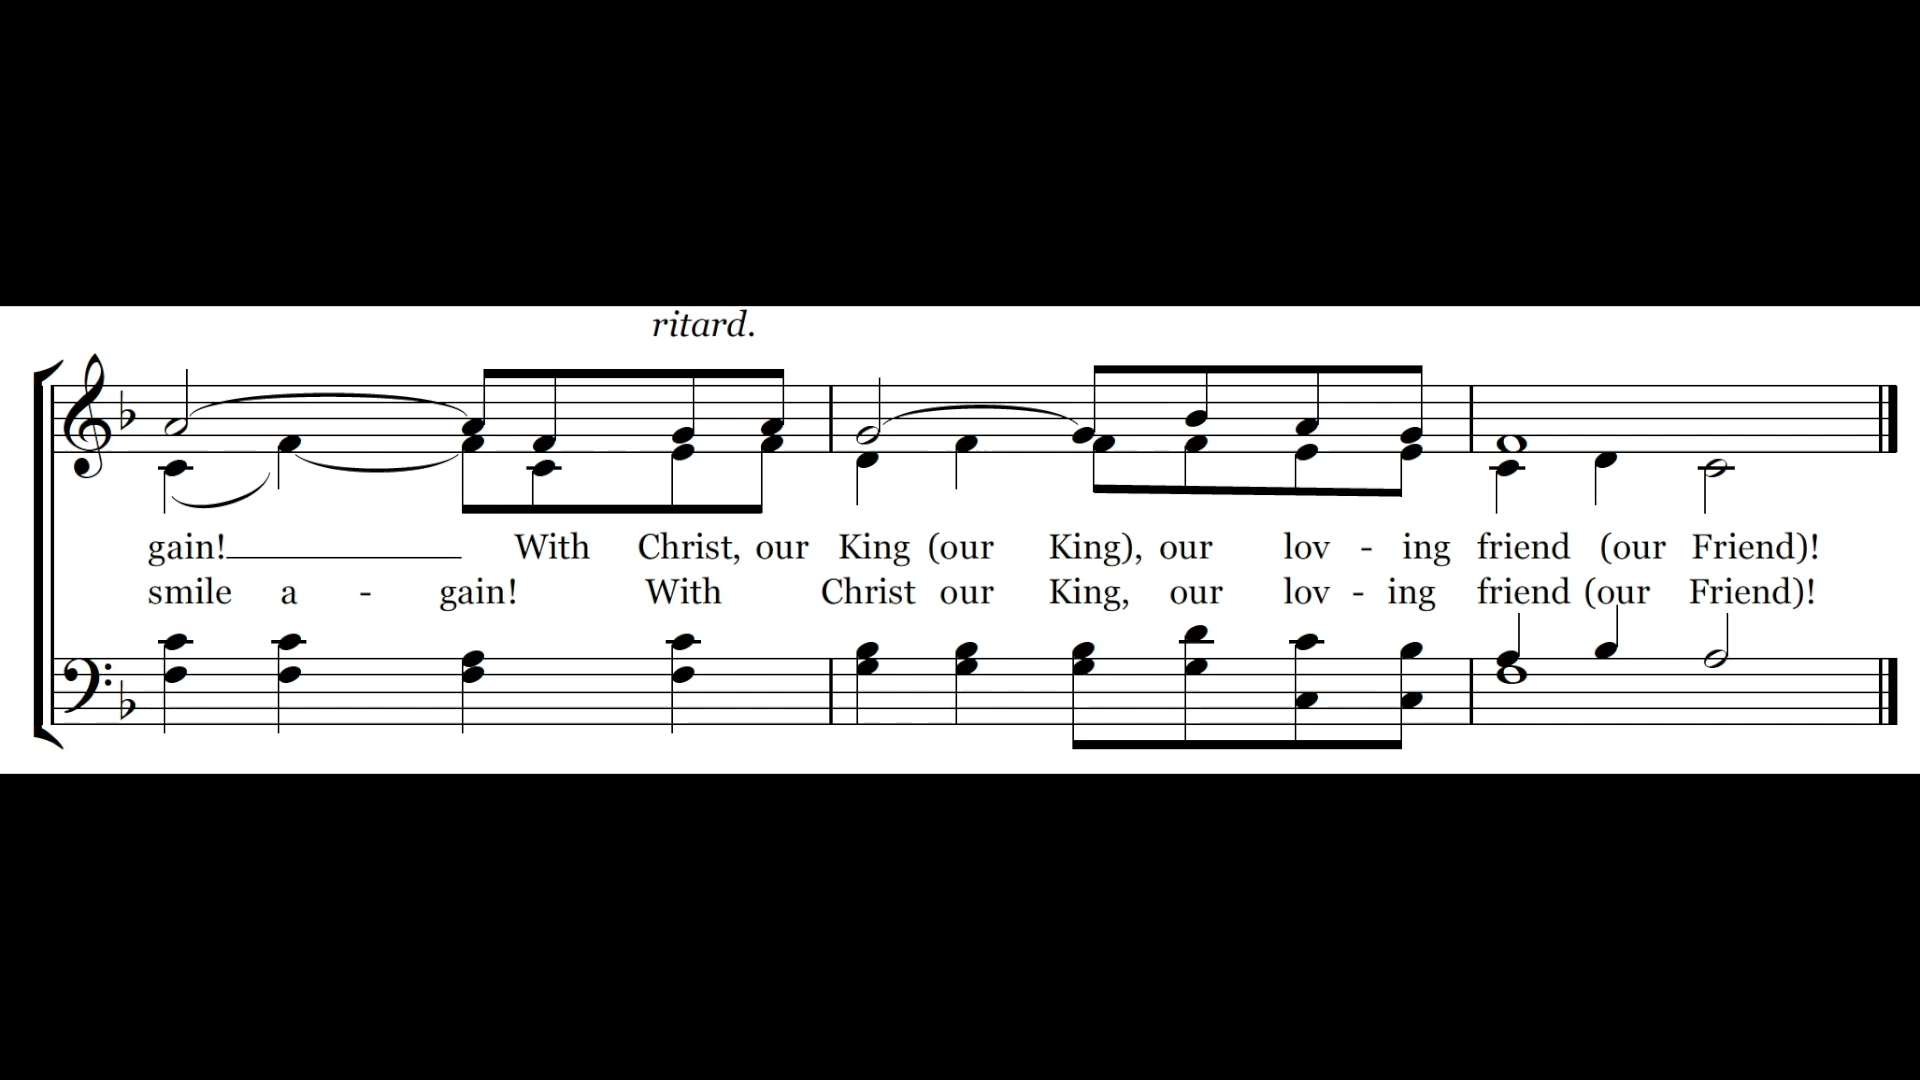 ritard.
gain! With Christ, our King (our King), our lov - ing friend (our Friend)!
smile a - gain! With Christ our King, our lov - ing friend (our Friend)!